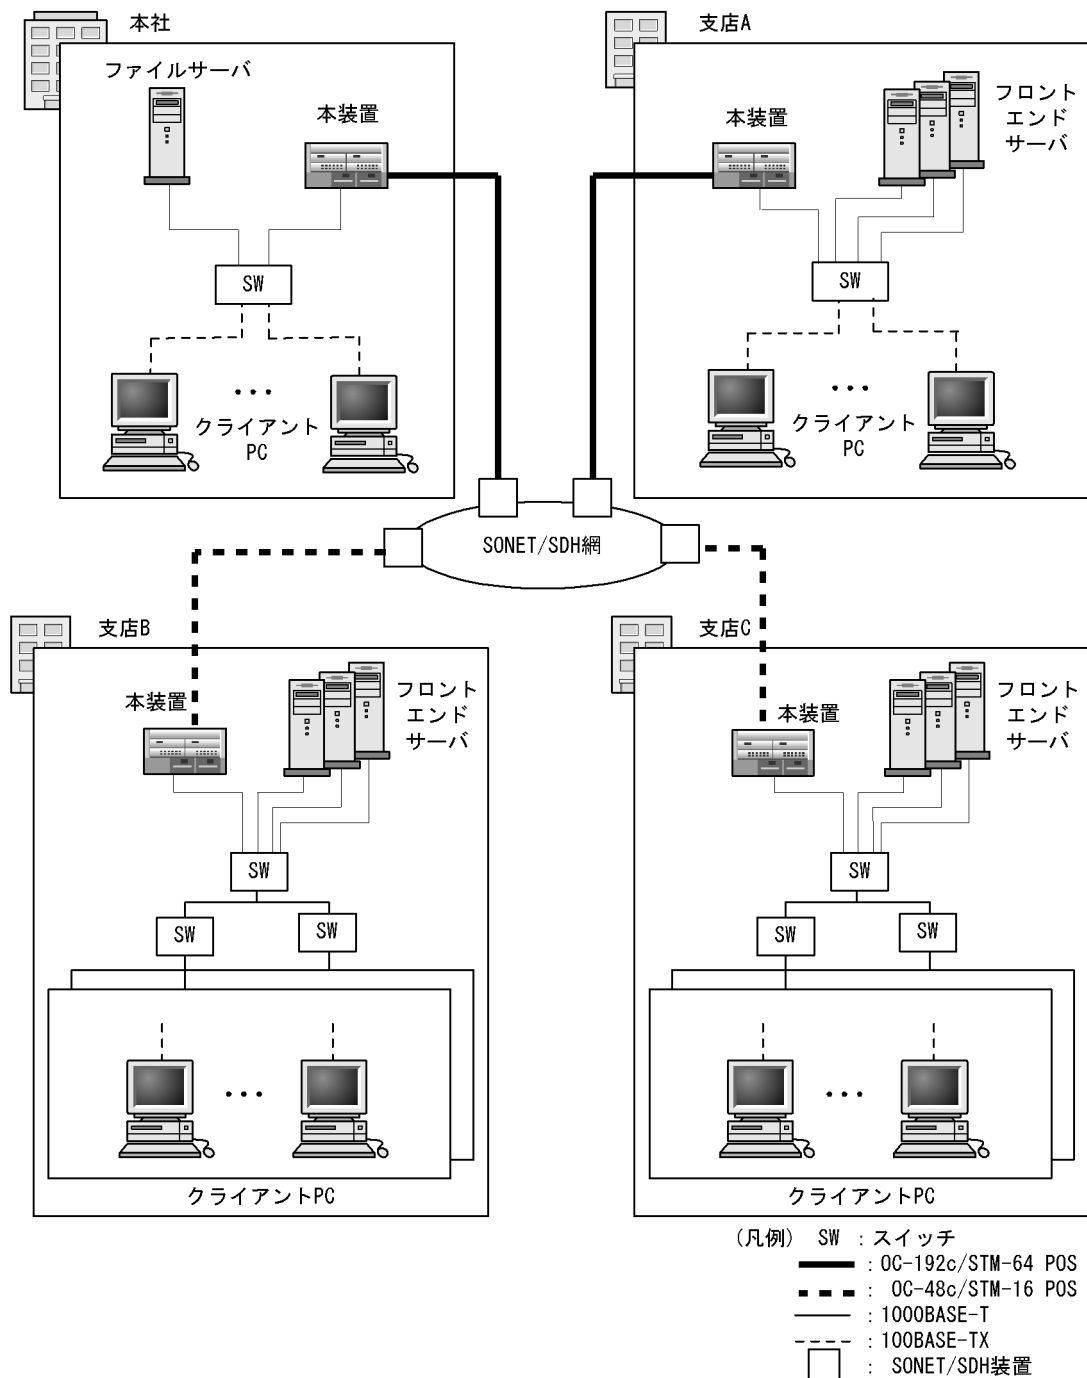 本社
ファイルサーバ
本装置
SW
クライアント
PC
支店A
本装置
フロント
エンド
サーバ
SW
クライアント
PC
SONET/SDH網
支店B
本装置
フロント
エンド
サーバ
SW
SW
SW
クライアントPC
支店C
本装置
フロント
エンド
サーバ
SW
SW
SW
クライアントPC
(凡例) SW : スイッチ
: OC-192c/STM-64 POS
: OC-48c/STM-16 POS
: 1000BASE-T
: 100BASE-TX
: SONET/SDH装置